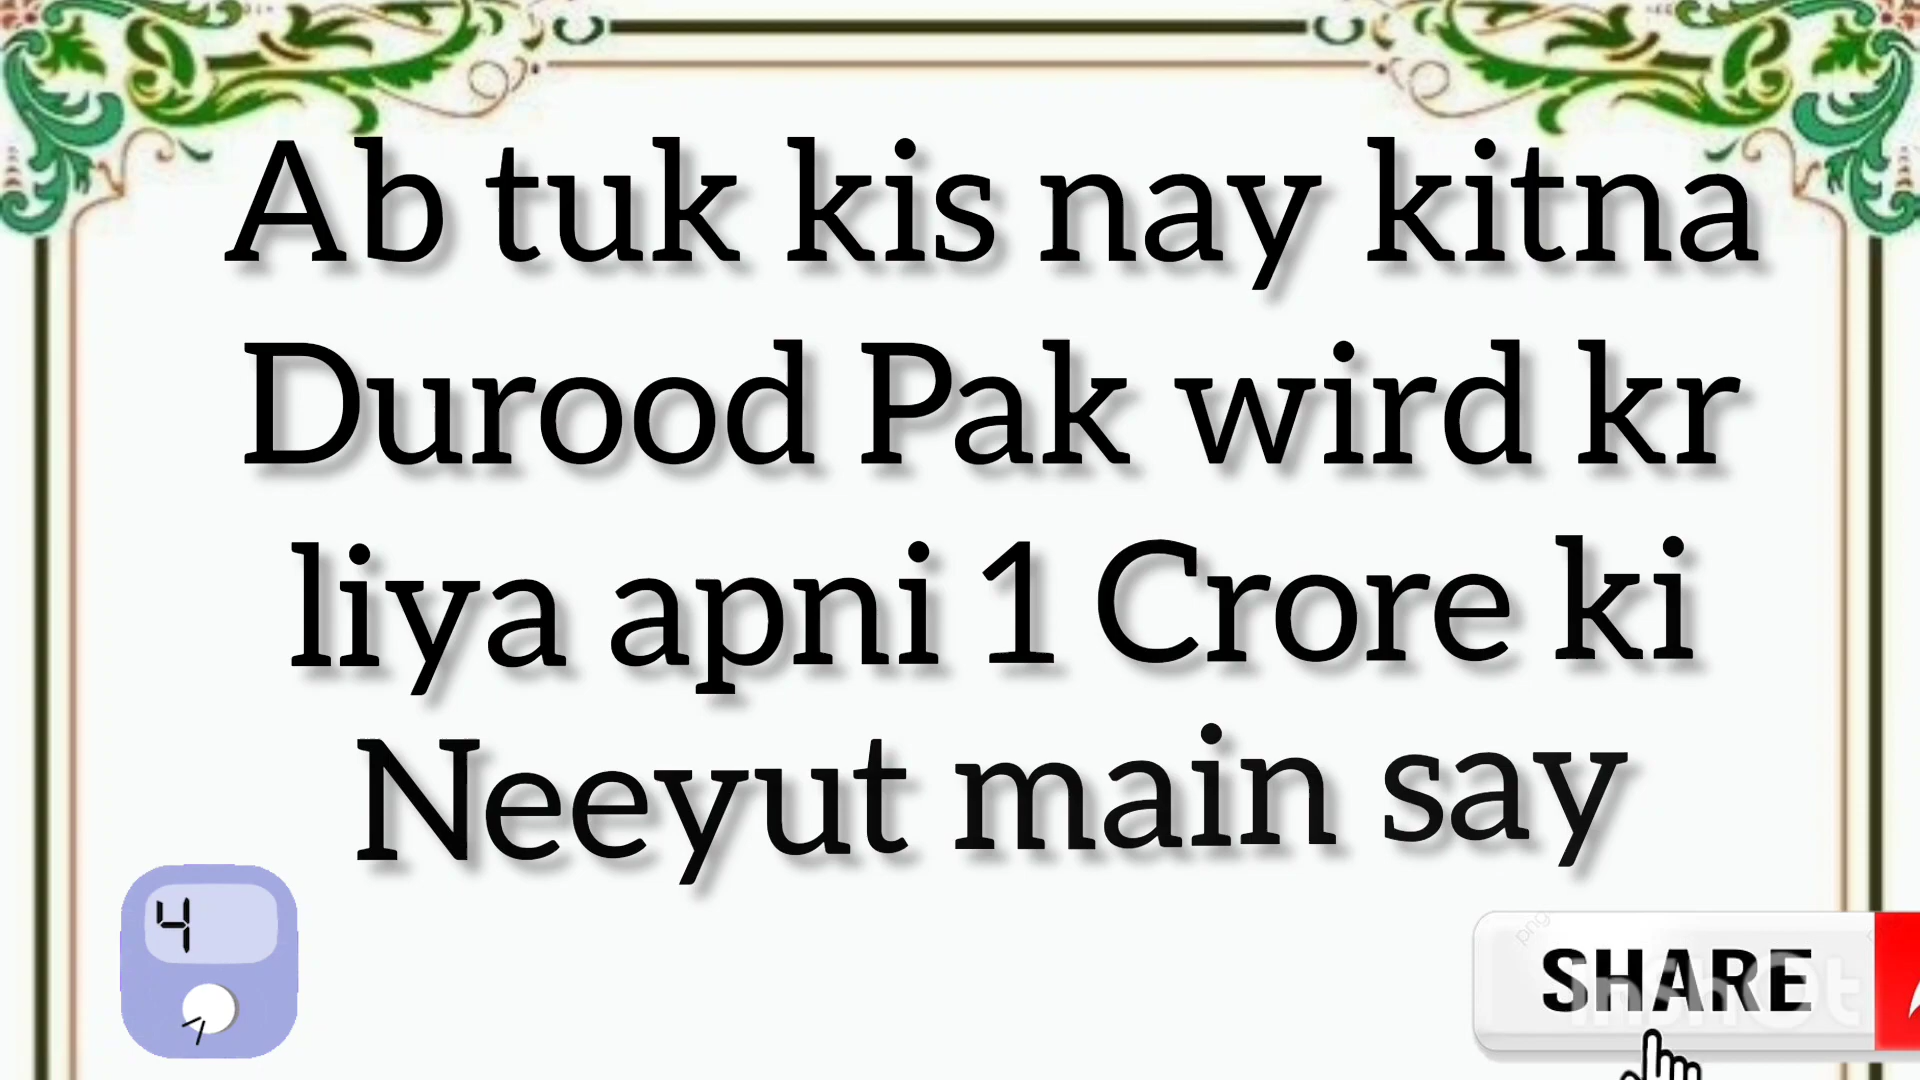 Ab tuk kis nay kitna
Durood Pak wird kr
liya apni 1 Crore ki
Neeyut main say
4
SHARE
InShOt